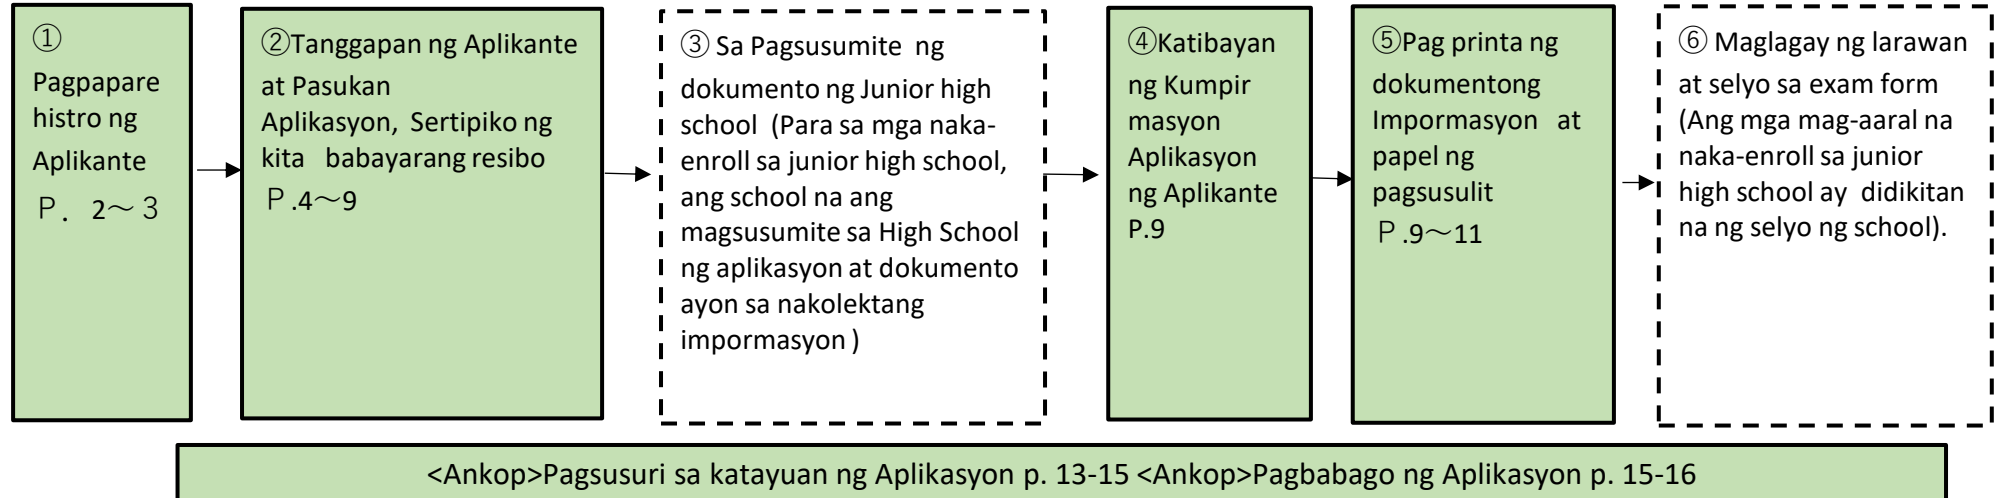 ①
Pagpapare
histro ng
Aplikante
Ｐ． 2～３
②Tanggapan ng Aplikante
at Pasukan
Aplikasyon, Sertipiko ng
kita babayarang resibo
Ｐ.4～9
③ Sa Pagsusumite ng
dokumento ng Junior high
school (Para sa mga naka-
enroll sa junior high school,
ang school na ang
magsusumite sa High School
ng aplikasyon at dokumento
ayon sa nakolektang
impormasyon )
④Katibayan
ng Kumpir
masyon
Aplikasyon
ng Aplikante
P.9
⑤Pag printa ng
dokumentong
Impormasyon at
papel ng
pagsusulit
Ｐ.9～11
⑥ Maglagay ng larawan
at selyo sa exam form
(Ang mga mag-aaral na
naka-enroll sa junior
high school ay didikitan
na ng selyo ng school).
<Ankop>Pagsusuri sa katayuan ng Aplikasyon p. 13-15 <Ankop>Pagbabago ng Aplikasyon p. 15-16